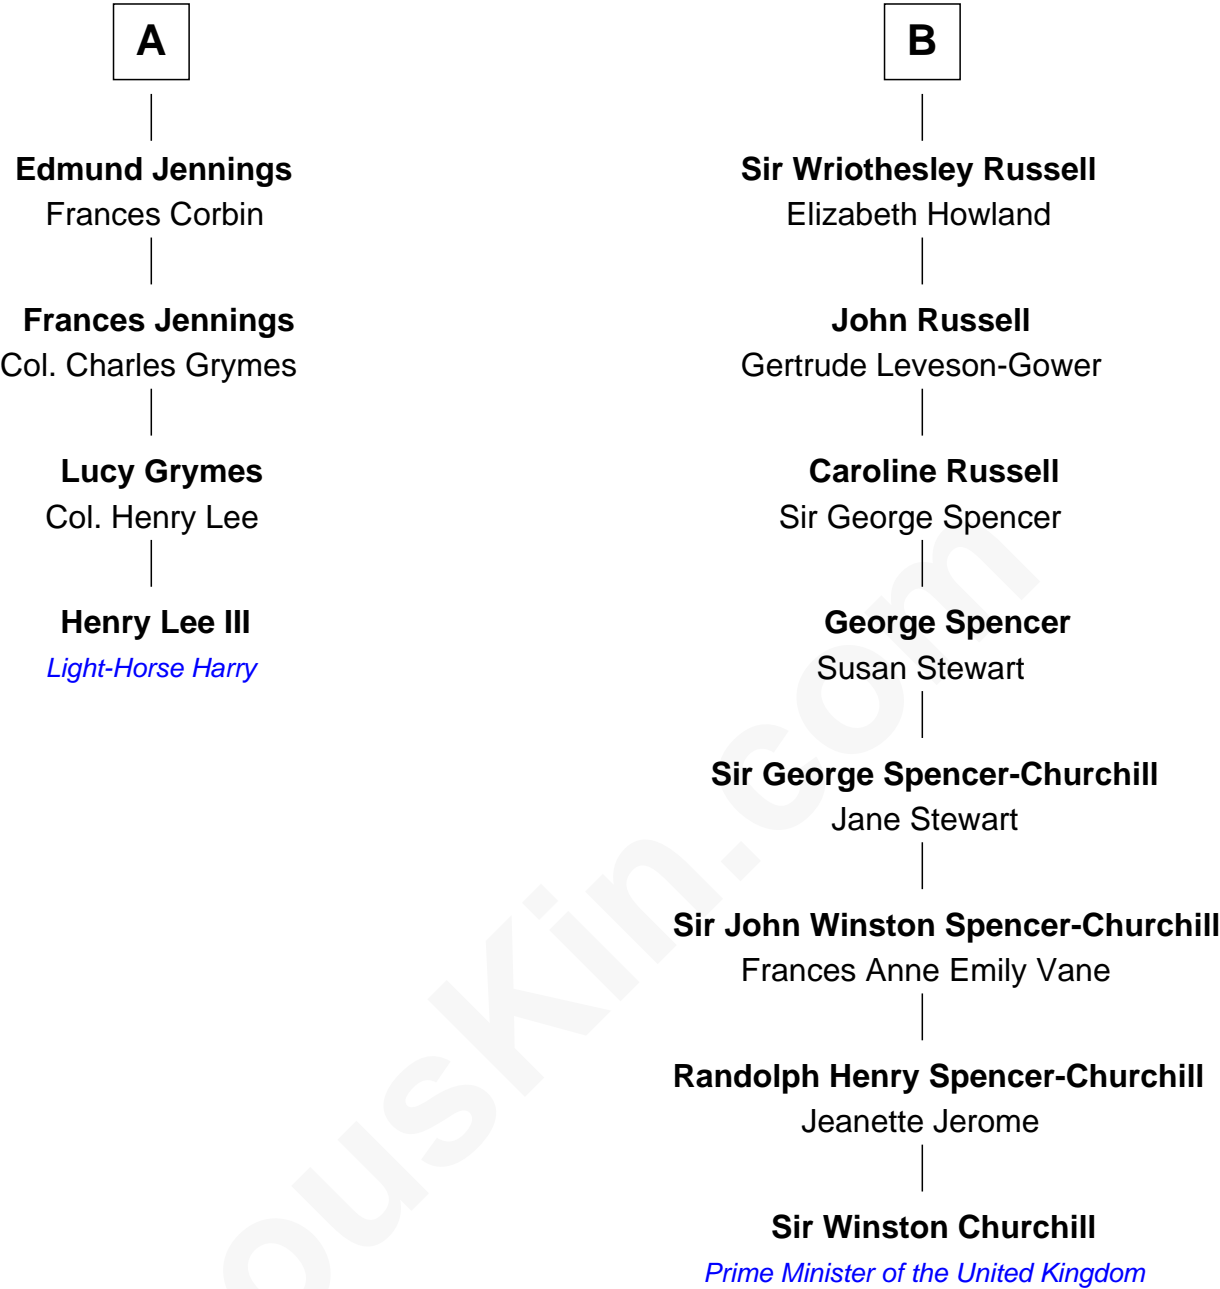 A
Edmund Jennings
Frances Corbin
Frances Jennings
Col. Charles Grymes
Lucy Grymes
Col. Henry Lee
Henry Lee III
Light-Horse Harry
B
Sir Wriothesley Russell
Elizabeth Howland
John Russell
Gertrude Leveson-Gower
Caroline Russell
Sir George Spencer
George Spencer
Susan Stewart
Sir George Spencer-Churchill
Jane Stewart
Sir John Winston Spencer-Churchill
Frances Anne Emily Vane
Randolph Henry Spencer-Churchill
Jeanette Jerome
Sir Winston Churchill
Prime Minister of the United Kingdom
ousKin.com